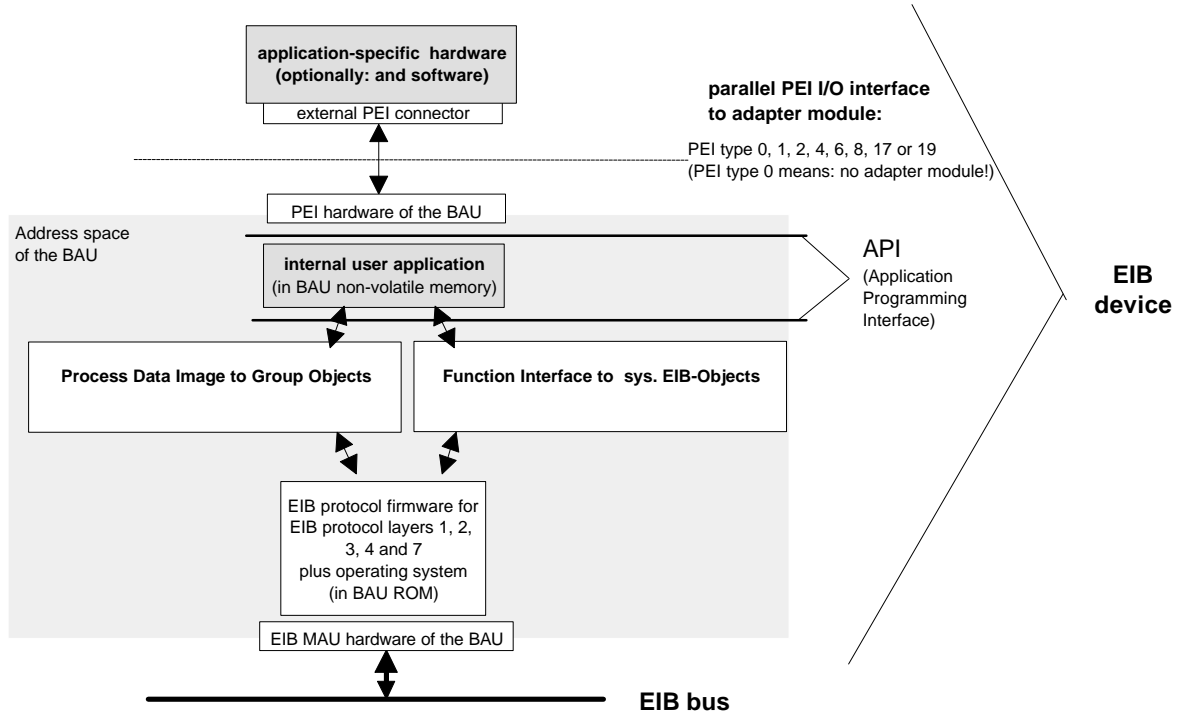 application-specific hardware
(optionally: and software)
external PEI connector
parallel PEI I/O interface
to adapter module:
PEI type 0, 1, 2, 4, 6, 8, 17 or 19
(PEI type 0 means: no adapter module!)
PEI hardware of the BAU
Address space
of the BAU
internal user application
(in BAU non-volatile memory)
API
(Application
Programming
Interface)
EIB
device
Process Data Image to Group Objects
Function Interface to sys. EIB-Objects
EIB protocol firmware for
EIB protocol layers 1, 2,
3, 4 and 7
plus operating system
(in BAU ROM)
EIB MAU hardware of the BAU
EIB bus